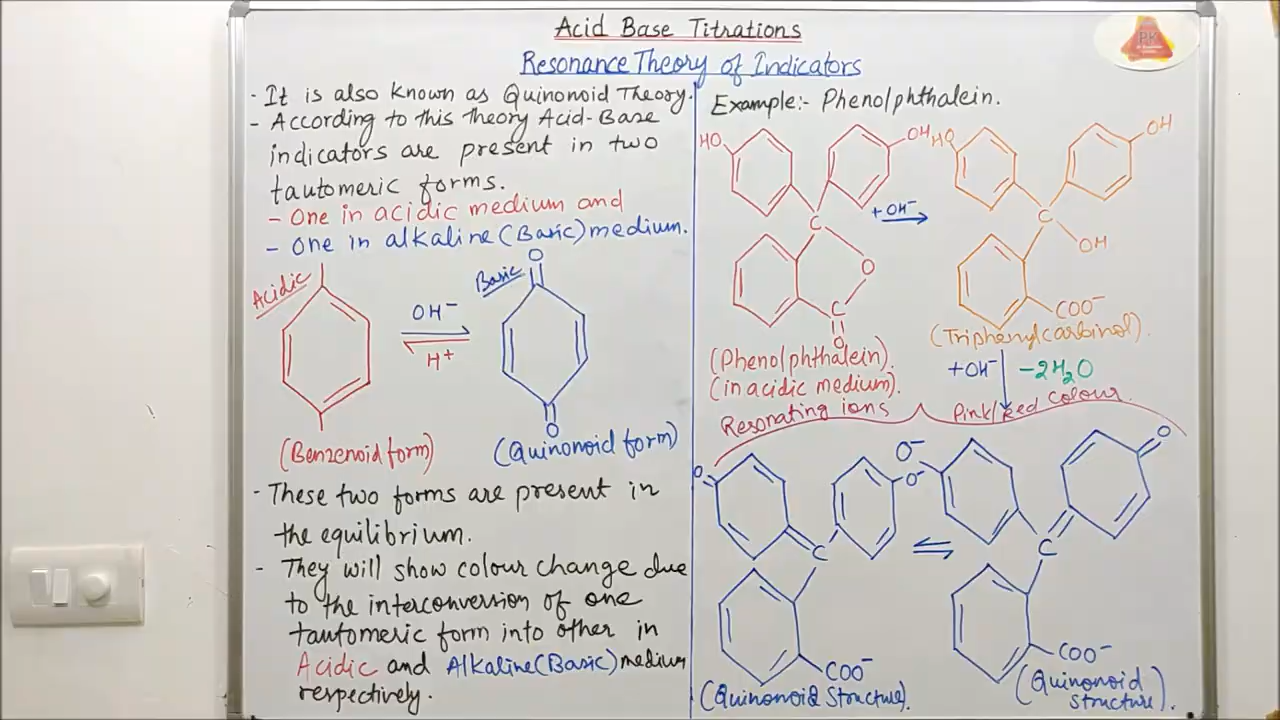 Acid Base Titrations
Resonance Theory of Indicators
PK
- It is also known as Quinonoid Theory.
- According to this theory Acid-Base
indicators are present in two
tautomeric forms.
- One in acidic medium and
- One in alkaline (Basic) medium.
Acidic
OH⁻
H⁺
Basic
O
O
(Benzenoid form)
(Quinonoid form)
- These two forms are present in
the equilibrium.
- They will show colour change due
to the interconversion of one
tautomeric form into other in
Acidic and Alkaline (Basic) medium
respectively.
Example:- Phenolphthalein.
HO
OH
C
O
C
O
(Phenolphthalein).
(in acidic medium).
+OH⁻
HO
OH
C
OH
COO⁻
(Triphenylcarbinol).
+OH⁻
-2H₂O
Resonating ions
Pink/Red colour.
O
O⁻
C
COO⁻
(Quinonoid Structure).
O⁻
O
C
COO⁻
(Quinonoid
structure).